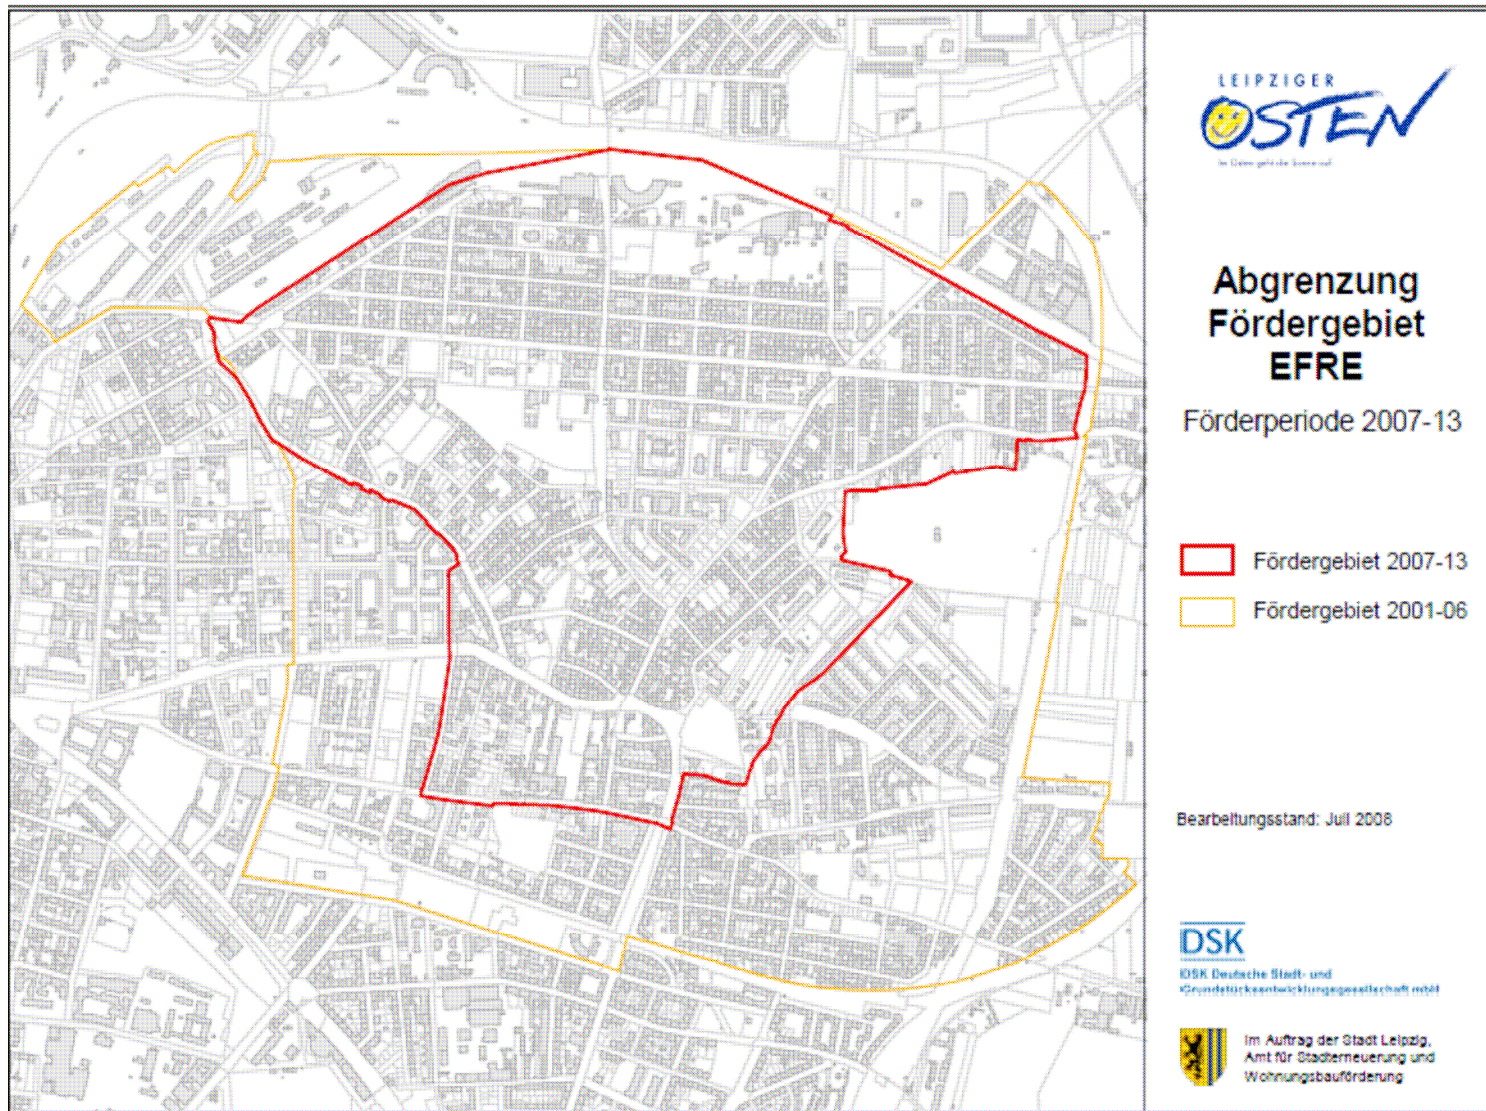 LEIPZIGER
OSTEN
Abgrenzung
Fördergebiet
EFRE
Förderperiode 2007-13
Fördergebiet 2007-13
Fördergebiet 2001-06
Bearbeitungsstand: Juli 2008
DSK
DSK Deutsche Stadt- und
Grundstücksentwicklungsgesellschaft mbH
Im Auftrag der Stadt Leipzig,
Amt für Stadterneuerung und
Wohnungsbauförderung